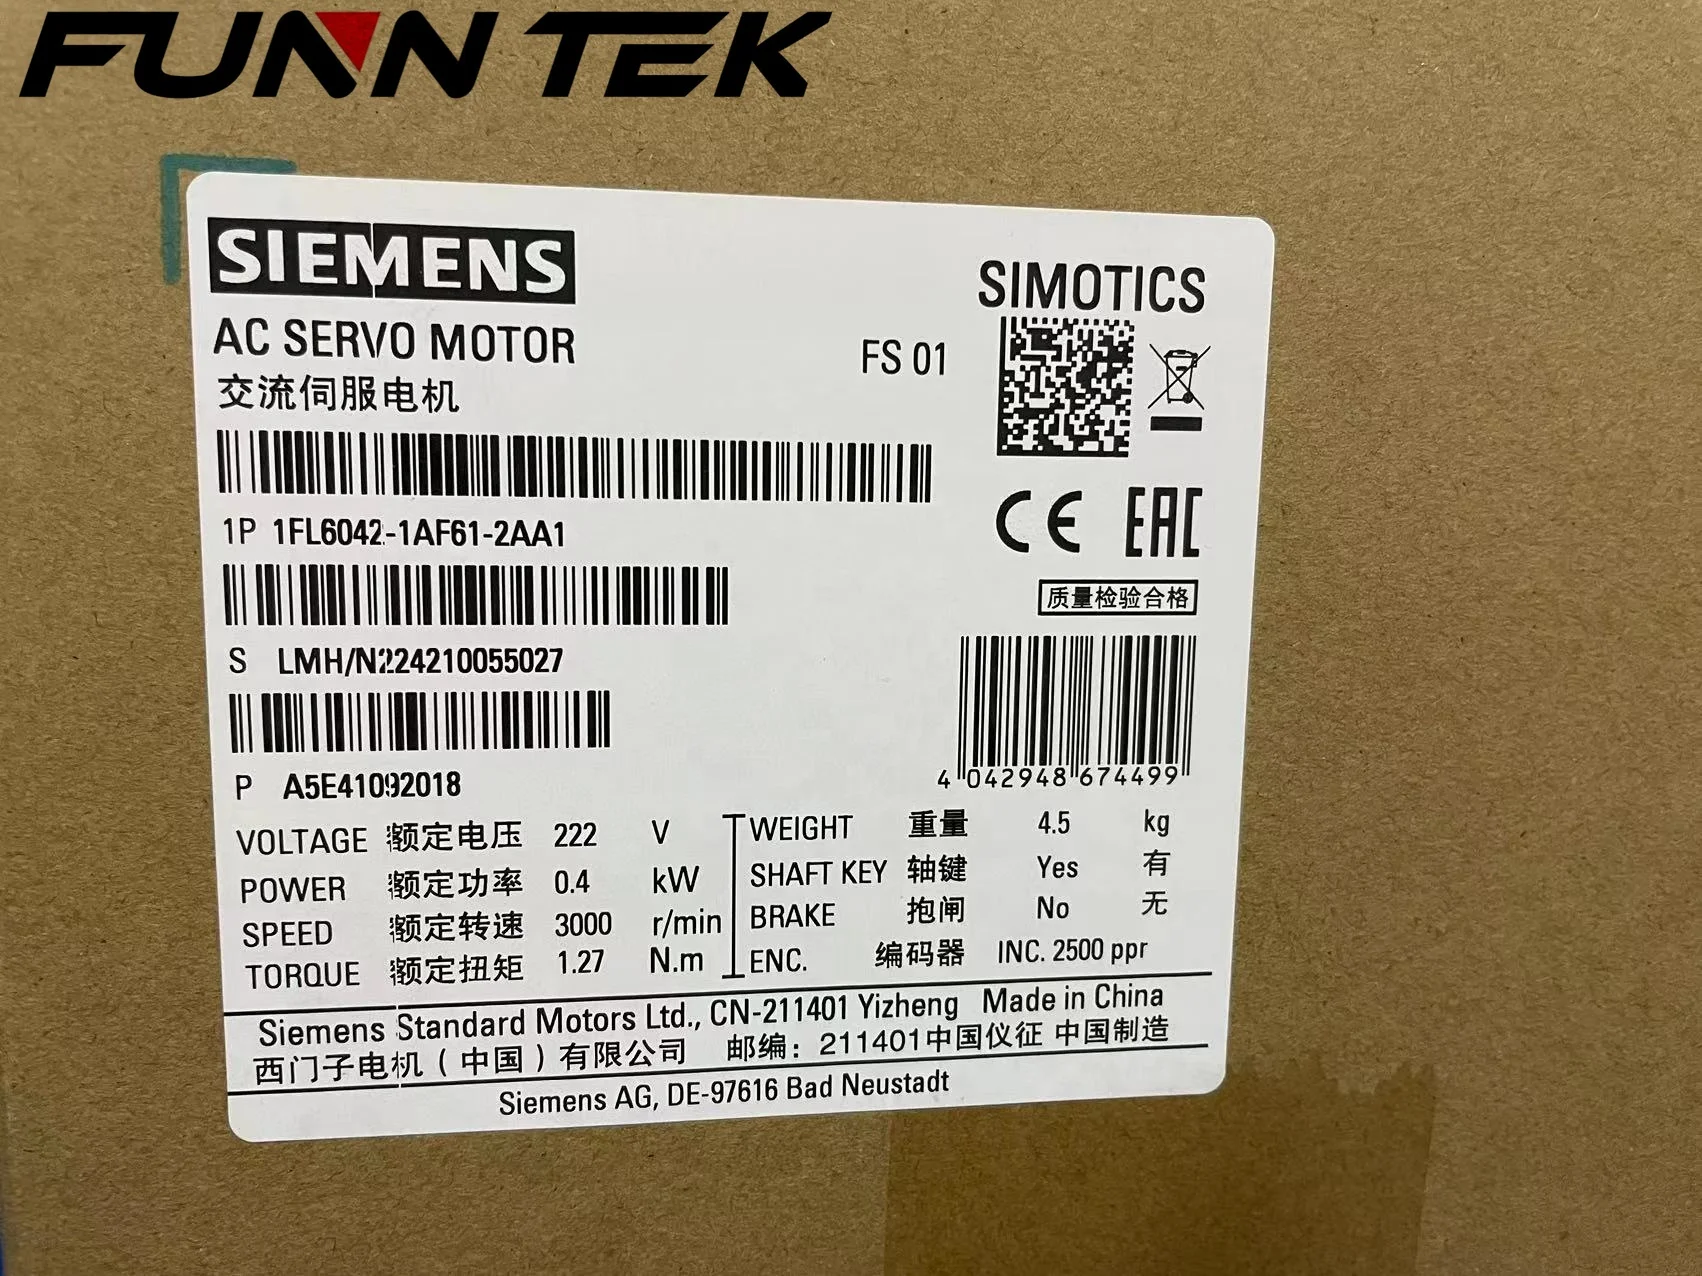 FUNN TEK
SIEMENS
SIMOTICS
AC SERVO MOTOR
FS 01
交流伺服电机
1P 1FL6042-1AF61-2AA1
CE EAC
质量检验合格
S LMH/N224210055027
P A5E41092018
4 042948 674499
VOLTAGE 额定电压 222 V
POWER 额定功率 0.4 kW
SPEED 额定转速 3000 r/min
TORQUE 额定扭矩 1.27 N.m
WEIGHT 重量 4.5 kg
SHAFT KEY 轴键 Yes 有
BRAKE 抱闸 No 无
ENC. 编码器 INC. 2500 ppr
Siemens Standard Motors Ltd., CN-211401 Yizheng Made in China
西门子电机（中国）有限公司 邮编：211401中国仪征 中国制造
Siemens AG, DE-97616 Bad Neustadt